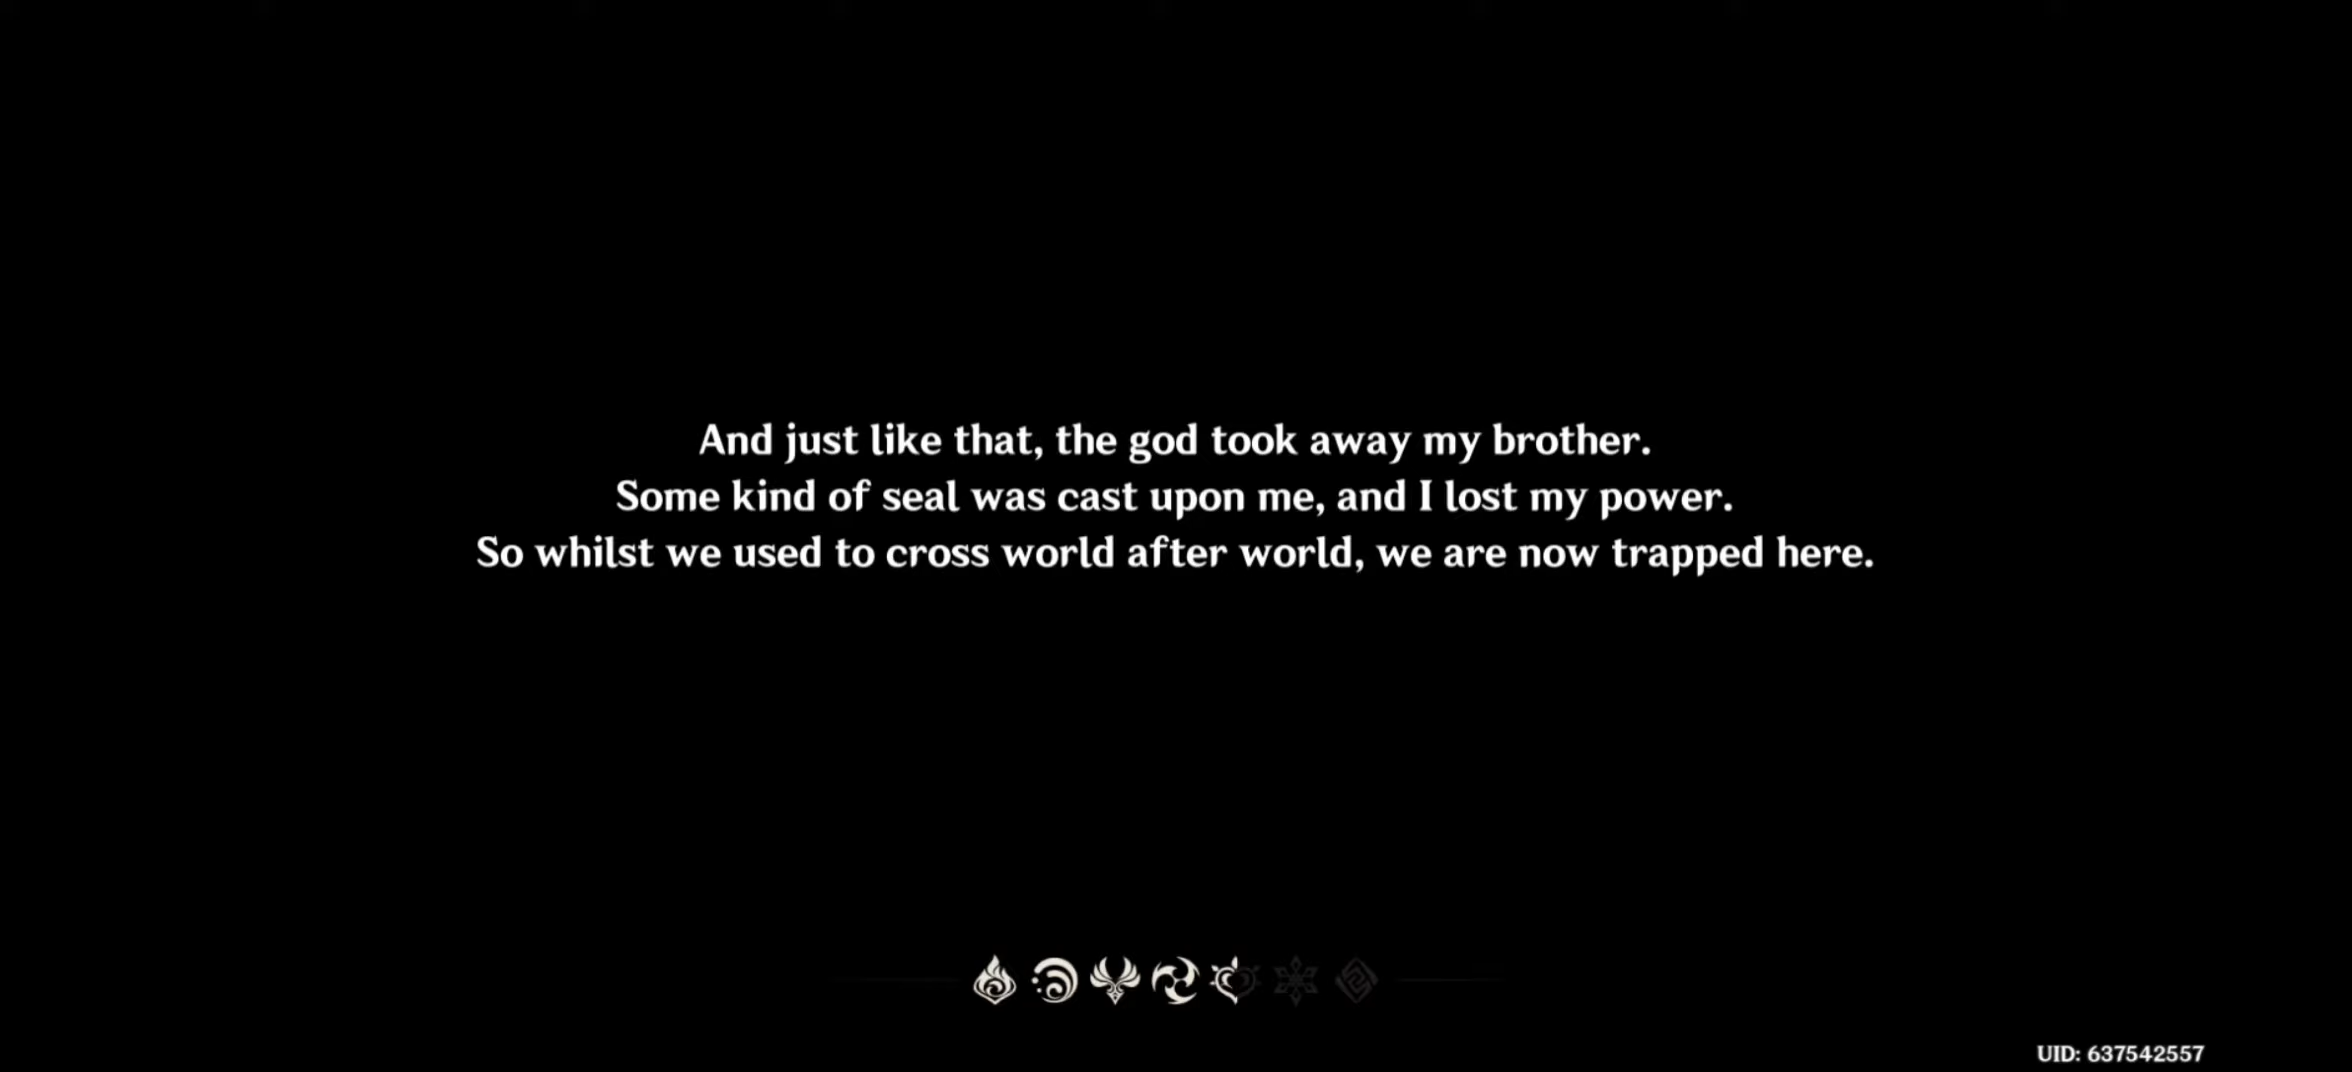 And just like that, the god took away my brother.
Some kind of seal was cast upon me, and I lost my power.
So whilst we used to cross world after world, we are now trapped here.
UID: 637542557